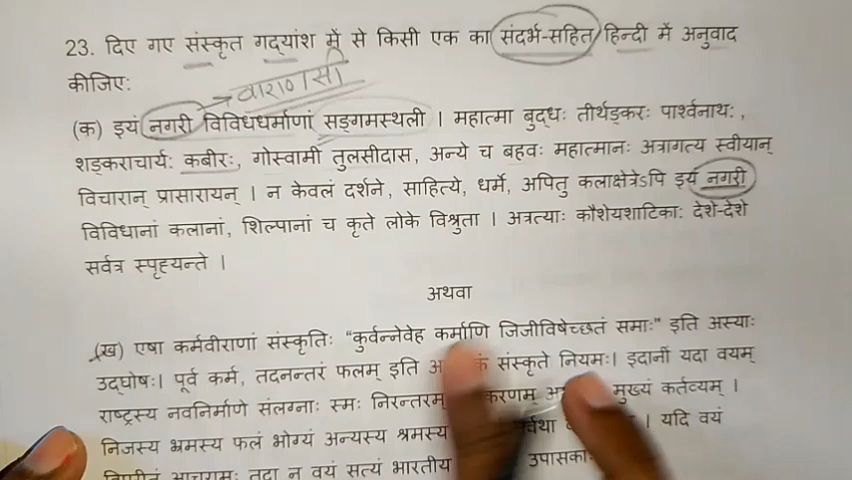 23. दिए गए संस्कृत गद्यांश में से किसी एक का संदर्भ-सहित हिन्दी में अनुवाद
कीजिए:
वाराणसी
(क) इयं नगरी विविधधर्माणां सङ्गमस्थली । महात्मा बुद्धः तीर्थङ्करः पार्श्वनाथः,
शङ्कराचार्यः कबीरः, गोस्वामी तुलसीदास, अन्ये च बहवः महात्मानः अत्रागत्य स्वीयान्
विचारान् प्रासारायन् । न केवलं दर्शने, साहित्ये, धर्मे, अपितु कलाक्षेत्रेऽपि इयं नगरी
विविधानां कलानां, शिल्पानां च कृते लोके विश्रुता । अत्रत्याः कौशेयशाटिकाः देशे-देशे
सर्वत्र स्पृह्यन्ते ।
अथवा
(ख) एषा कर्मवीराणां संस्कृतिः "कुर्वन्नेवेह कर्माणि जिजीविषेच्छतं समाः" इति अस्याः
उद्घोषः। पूर्व कर्म, तदनन्तरं फलम् इति संस्कृते नियमः। इदानीं यदा वयम्
राष्ट्रस्य नवनिर्माणे संलग्नाः स्मः निरन्तरम् करणम् मुख्यं कर्तव्यम् ।
निजस्य श्रमस्य फलं भोग्यं अन्यस्य श्रमस्य । यदि वयं
आचरामः तदा न वयं सत्यं भारतीय उपासकाः